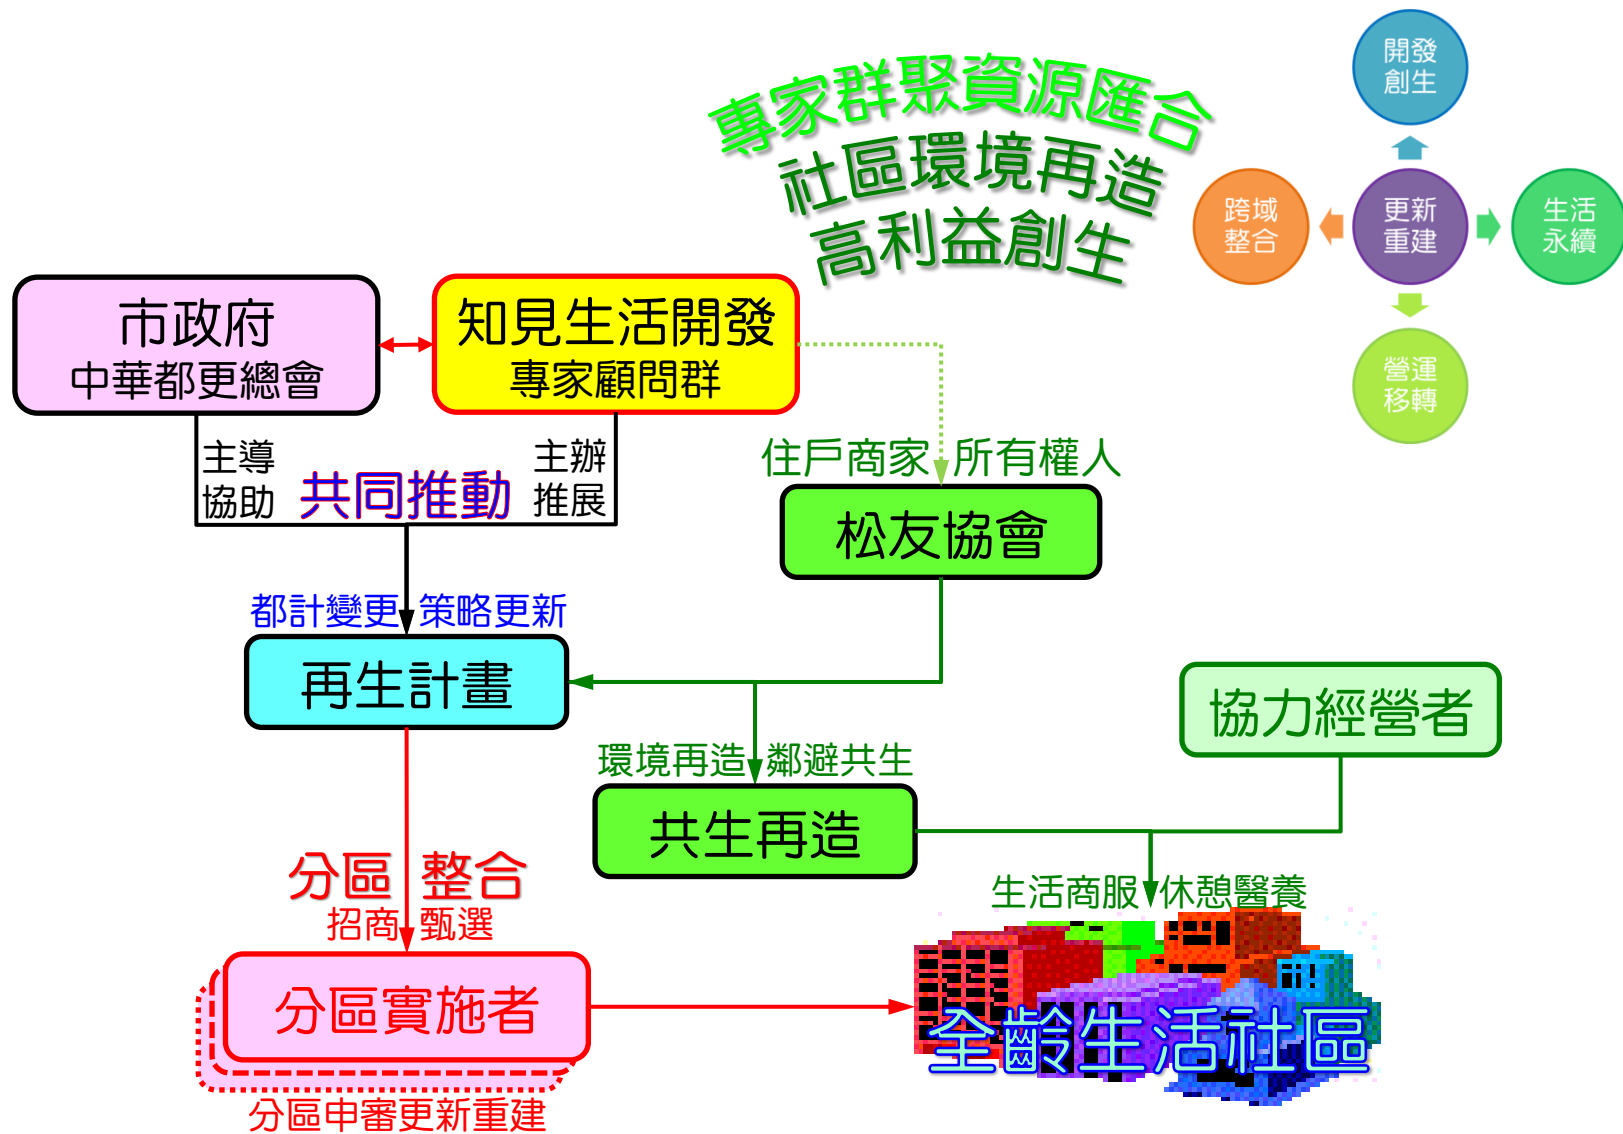 專家群聚資源匯合
社區環境再造
高利益創生
開發
創生
跨域
整合
更新
重建
生活
永續
營運
移轉
市政府
中華都更總會
知見生活開發
專家顧問群
主導
協助
共同推動
主辦
推展
住戶商家 所有權人
松友協會
都計變更 策略更新
再生計畫
協力經營者
環境再造 鄰避共生
共生再造
分區 整合
招商 甄選
生活商服 休憩醫養
分區實施者
全齡生活社區
分區申審更新重建